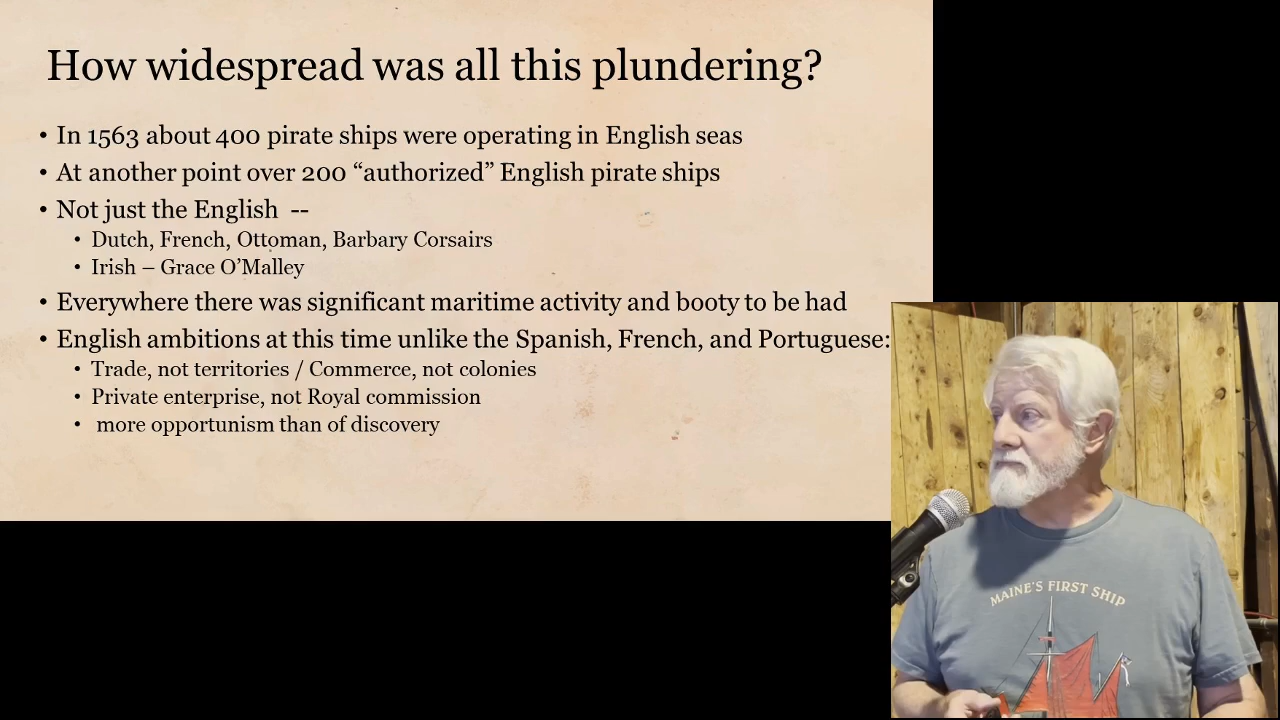 How widespread was all this plundering?
• In 1563 about 400 pirate ships were operating in English seas
• At another point over 200 “authorized” English pirate ships
• Not just the English --
• Dutch, French, Ottoman, Barbary Corsairs
• Irish – Grace O’Malley
• Everywhere there was significant maritime activity and booty to be had
• English ambitions at this time unlike the Spanish, French, and Portuguese:
• Trade, not territories / Commerce, not colonies
• Private enterprise, not Royal commission
• more opportunism than of discovery
MAINE'S FIRST SHIP